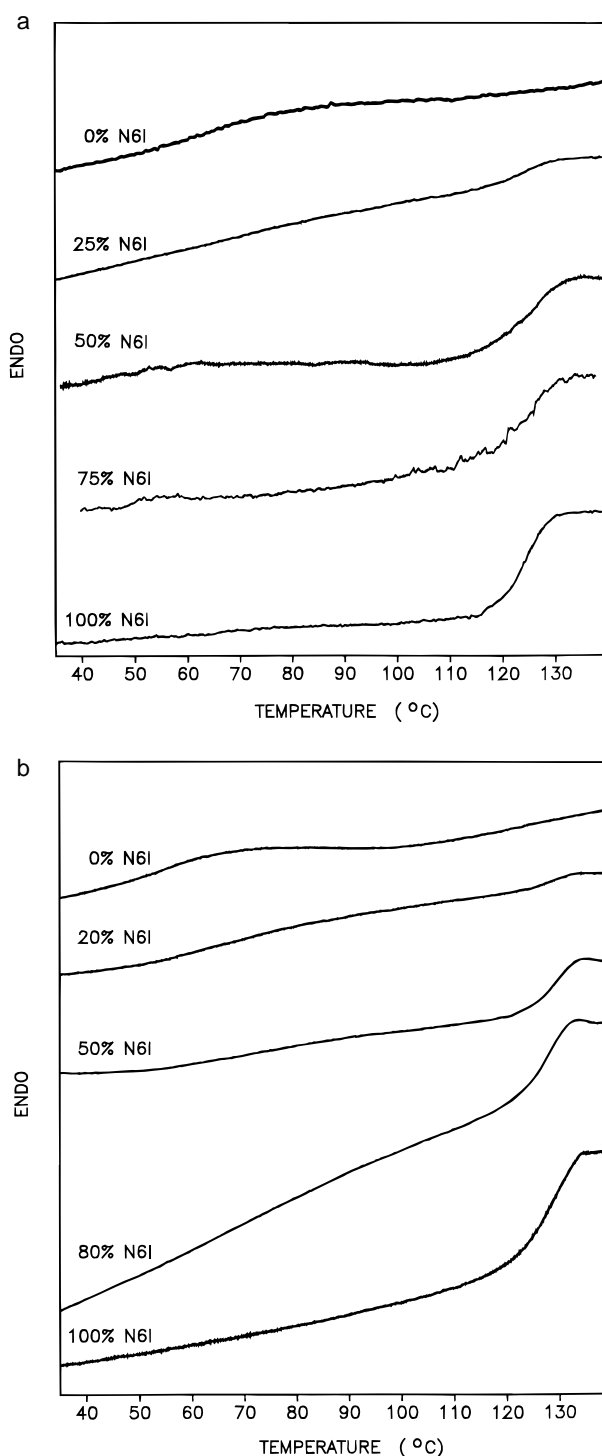 a
0% N6I
25% N6I
50% N6I
75% N6I
100% N6I
ENDO
40 50 60 70 80 90 100 110 120 130
TEMPERATURE (°C)
b
0% N6I
20% N6I
50% N6I
80% N6I
100% N6I
ENDO
40 50 60 70 80 90 100 110 120 130
TEMPERATURE (°C)